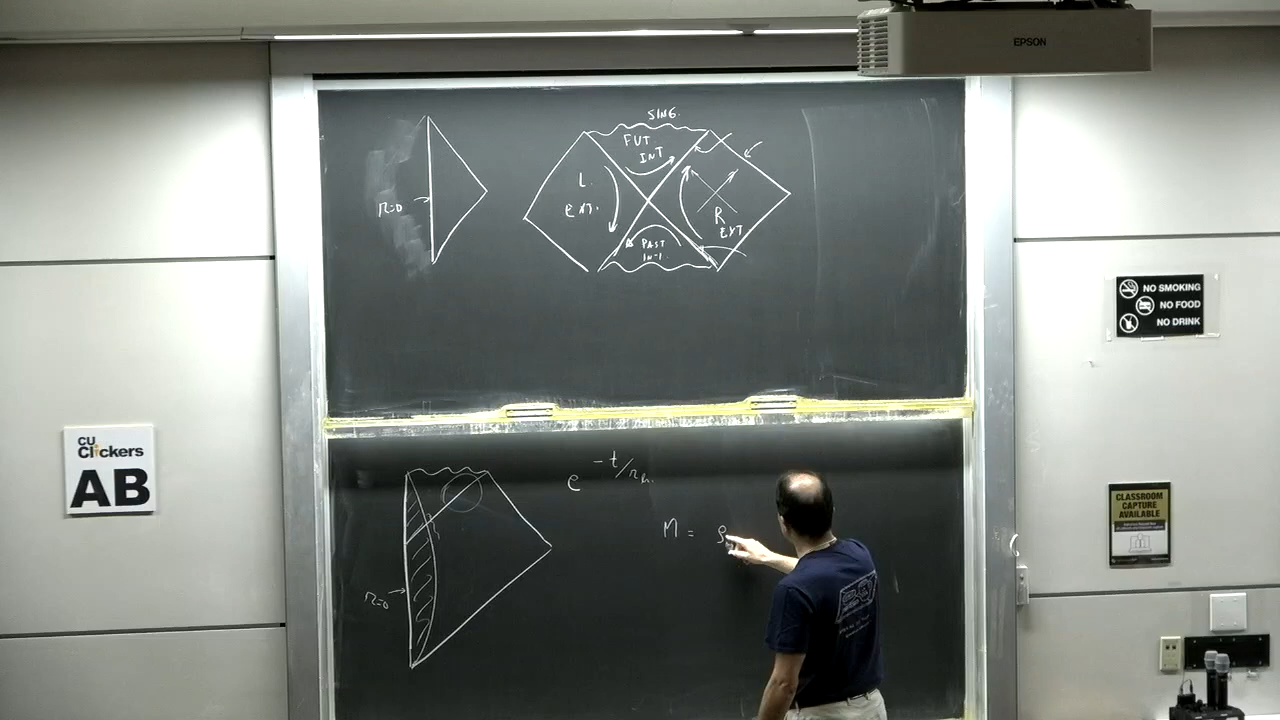 EPSON
SING.
FUT
INT
L.
EXT.
R
EXT
PAST
INT
r=0
NO SMOKING
NO FOOD
NO DRINK
CU
Clickers
AB
e^{-t/r_h}
M = ρ
r=0
CLASSROOM
CAPTURE
AVAILABLE